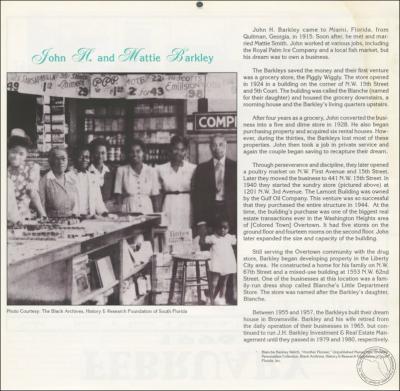 John H. and Mattie Barkley
COMP
Photo Courtesy: The Black Archives, History & Research Foundation of South Florida
John H. Barkley came to Miami, Florida, from
Quitman, Georgia, in 1915. Soon after, he met and mar-
ried Mattie Smith. John worked at various jobs, including
the Royal Palm Ice Company and a local fish market, but
his dream was to own a business.
The Barkleys saved the money and their first venture
was a grocery store, the Piggly Wiggly. The store opened
in 1924 in a building on the corner of N.W. 15th Street
and 5th Court. The building was called the Blanche (named
for their daughter) and housed the grocery downstairs, a
rooming house and the Barkley's living quarters upstairs.
After four years as a grocery, John converted the busi-
ness into a five and dime store in 1928. He also began
purchasing property and acquired six rental houses. How-
ever, during the thirties, the Barkleys lost most of these
properties. John then took a job in private service and
again the couple began saving to recapture their dream.
Through perseverance and discipline, they later opened
a poultry market on N.W. First Avenue and 15th Street.
Later they moved the business to 441 N.W. 15th Street. In
1940 they started the sundry store (pictured above) at
1201 N.W. 3rd Avenue. The Lamont Building was owned
by the Gulf Oil Company. This venture was so successful
that they purchased the entire structure in 1944. At the
time, the building's purchase was one of the biggest real
estate transactions ever in the Washington Heights area
of [Colored Town] Overtown. It had five stores on the
ground floor and fourteen rooms on the second floor. John
later expanded the size and capacity of the building.
Still serving the Overtown community with the drug
store, Barkley began developing property in the Liberty
City area. He constructed a home for his family on N.W.
67th Street and a mixed-use building at 1553 N.W. 62nd
Street. One of the businesses at this location was a fam-
ily-run dress shop called Blanche's Little Department
Store. The store was named after the Barkley's daughter,
Blanche.
Between 1955 and 1957, the Barkleys built their dream
house in Brownsville. Barkley and his wife retired from
the daily operation of their businesses in 1965, but con-
tinued to run J.H. Barkley Investment & Real Estate Man-
agement until they passed in 1979 and 1980, respectively.